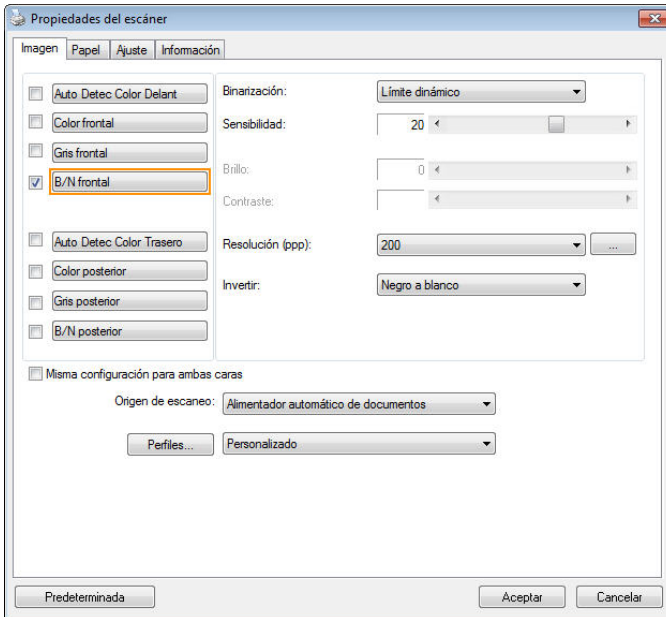 Propiedades del escáner
Imagen Papel Ajuste Información
Auto Detec Color Delant
Color frontal
Gris frontal
B/N frontal
Auto Detec Color Trasero
Color posterior
Gris posterior
B/N posterior
Binarización: Límite dinámico
Sensibilidad: 20
Brillo: 0
Contraste:
Resolución (ppp): 200 ...
Invertir: Negro a blanco
Misma configuración para ambas caras
Origen de escaneo: Alimentador automático de documentos
Perfiles... Personalizado
Predeterminada Aceptar Cancelar